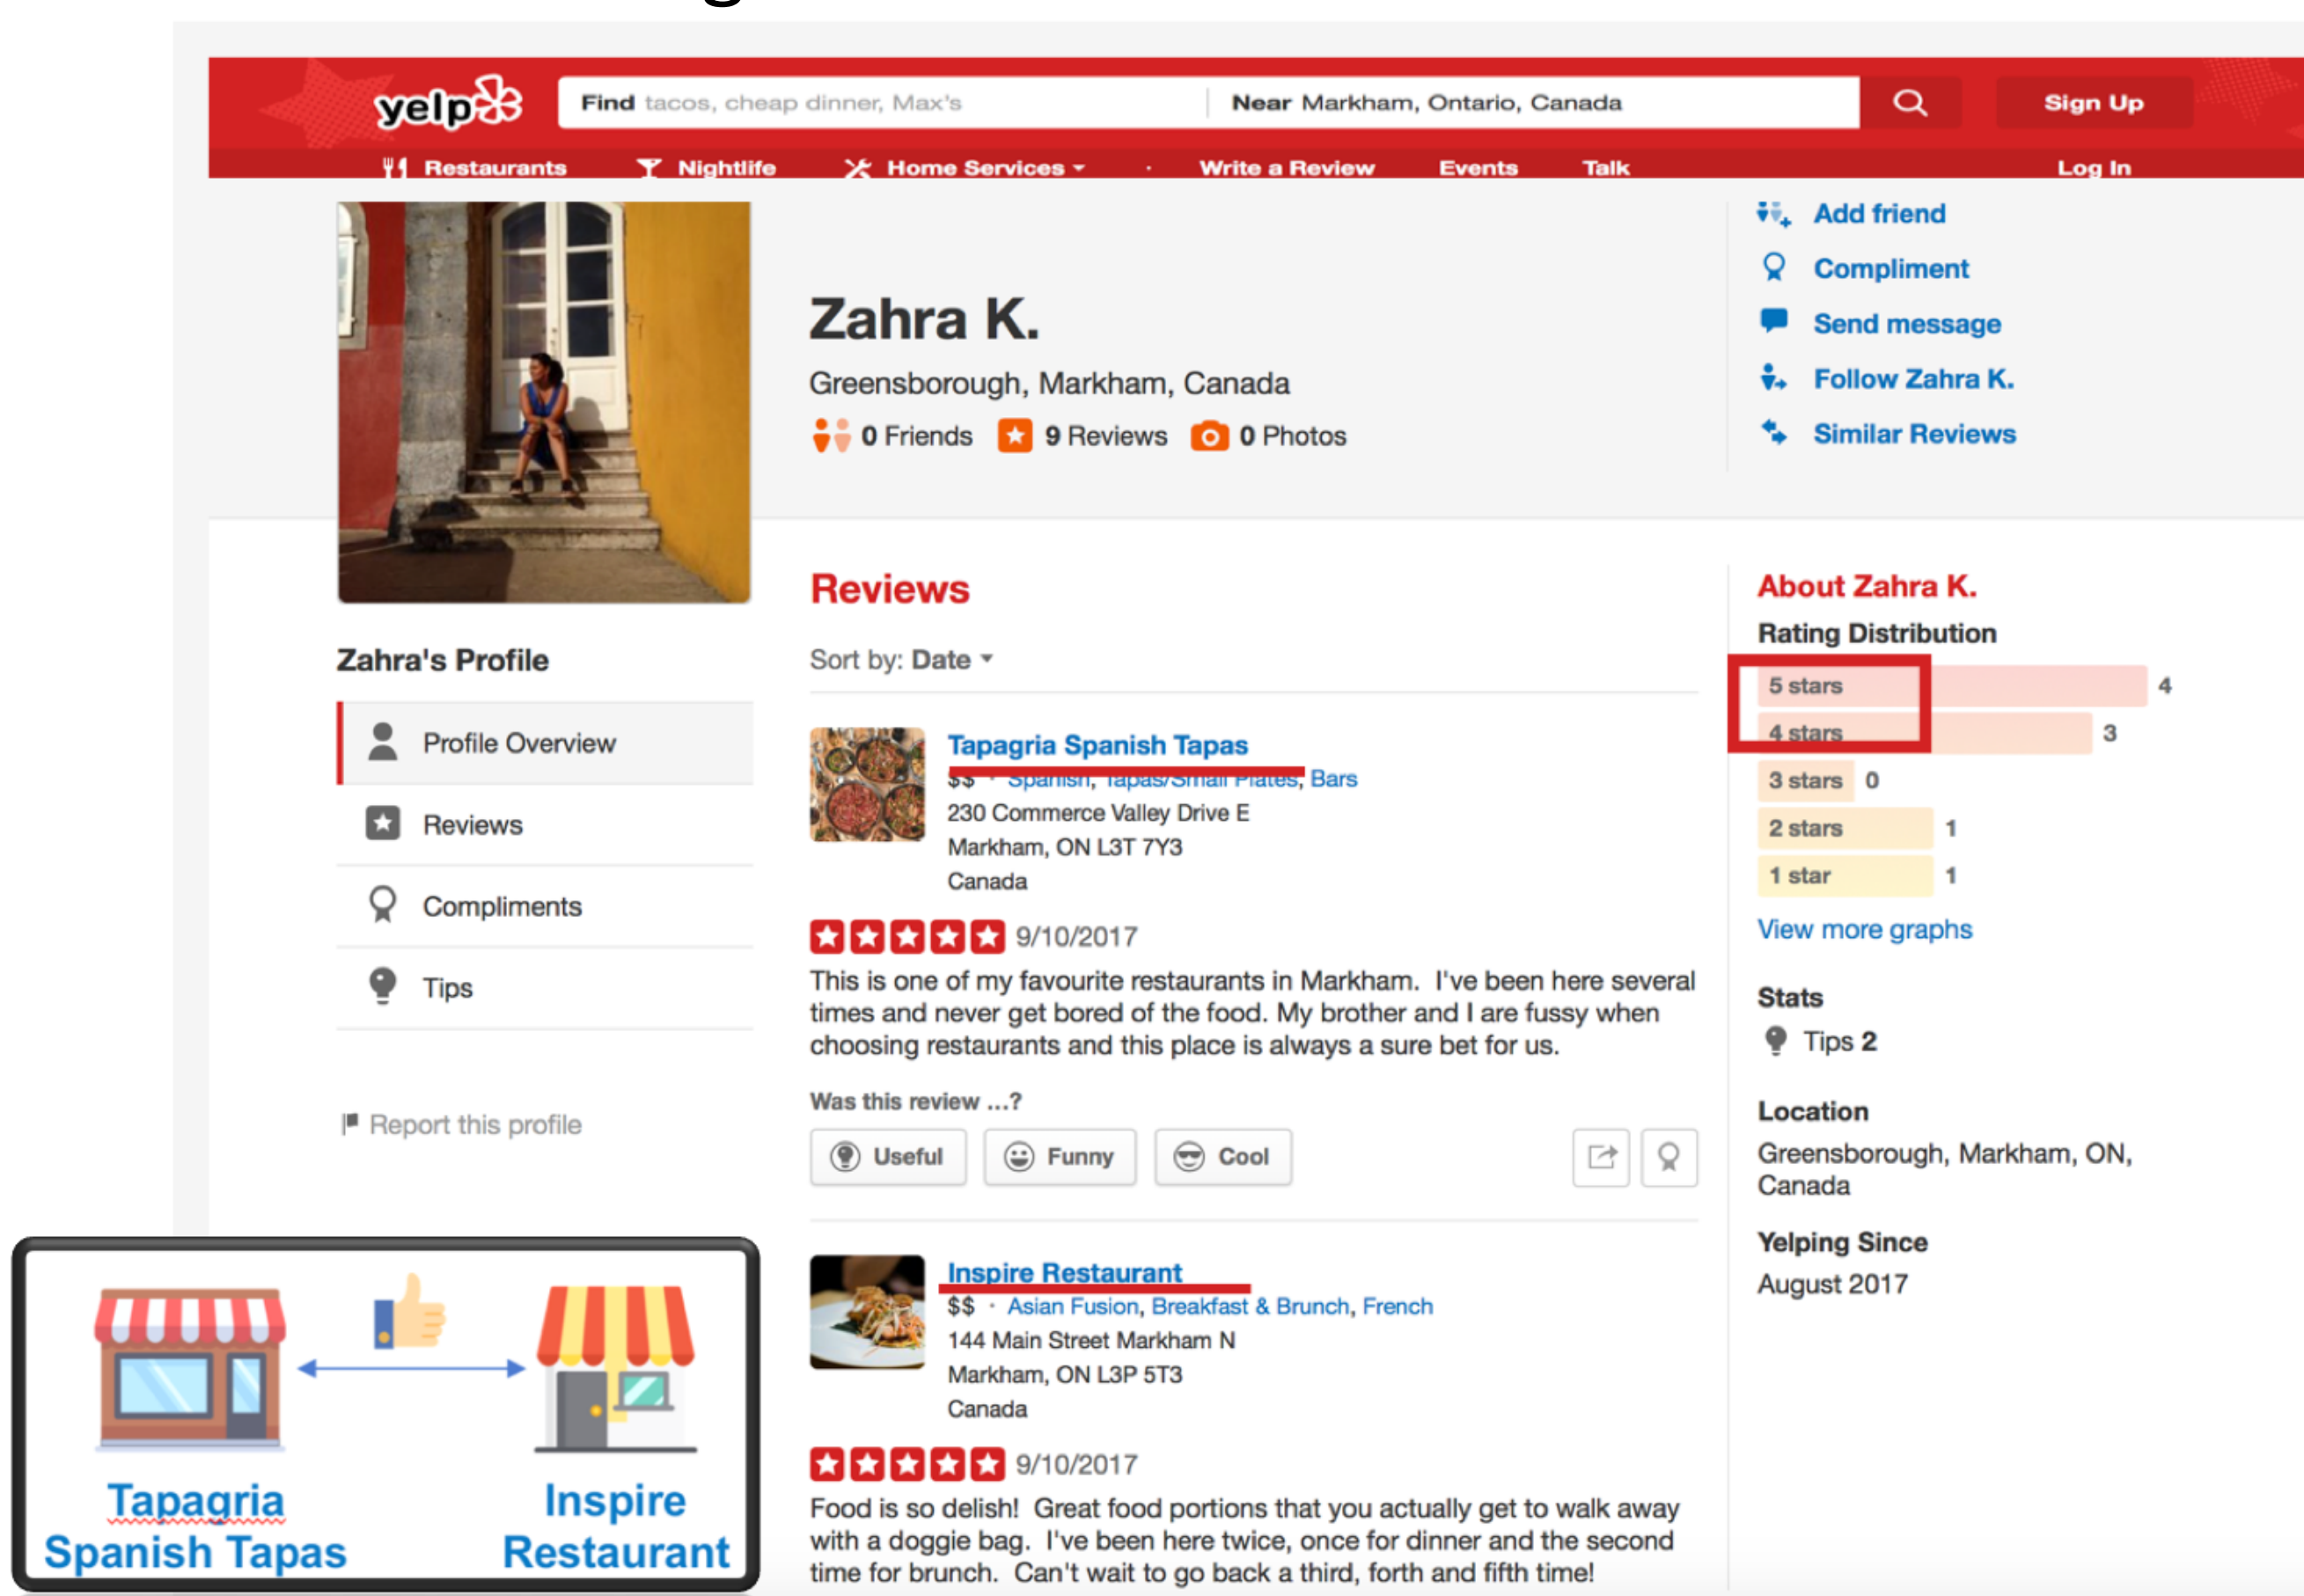 yelp
Find tacos, cheap dinner, Max's
Near Markham, Ontario, Canada
Sign Up
Restaurants
Nightlife
Home Services
Write a Review
Events
Talk
Log In
Zahra K.
Greensborough, Markham, Canada
0 Friends 9 Reviews 0 Photos
Add friend
Compliment
Send message
Follow Zahra K.
Similar Reviews
Zahra's Profile
Profile Overview
Reviews
Compliments
Tips
Report this profile
Reviews
Sort by: Date
Tapagria Spanish Tapas
$$ · Spanish, Tapas/Small Plates, Bars
230 Commerce Valley Drive E
Markham, ON L3T 7Y3
Canada
9/10/2017
This is one of my favourite restaurants in Markham. I've been here several
times and never get bored of the food. My brother and I are fussy when
choosing restaurants and this place is always a sure bet for us.
Was this review ...?
Useful
Funny
Cool
Inspire Restaurant
$$ · Asian Fusion, Breakfast & Brunch, French
144 Main Street Markham N
Markham, ON L3P 5T3
Canada
9/10/2017
Food is so delish! Great food portions that you actually get to walk away
with a doggie bag. I've been here twice, once for dinner and the second
time for brunch. Can't wait to go back a third, forth and fifth time!
About Zahra K.
Rating Distribution
5 stars 4
4 stars 3
3 stars 0
2 stars 1
1 star 1
View more graphs
Stats
Tips 2
Location
Greensborough, Markham, ON,
Canada
Yelping Since
August 2017
Tapagria
Spanish Tapas
Inspire
Restaurant